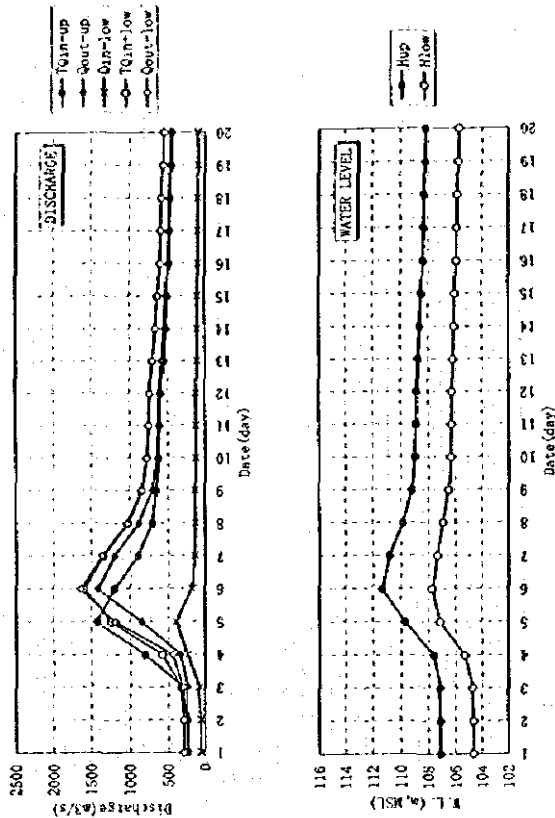 DISCHARGE
Discharge(m3/s)
2500
2000
1500
1000
500
0
1 2 3 4 5 6 7 8 9 10 11 12 13 14 15 16 17 18 19 20
Date(day)
TQin-up
Qout-up
Qin-low
TQin-low
Qout-low
WATER LEVEL
W.L.(m,MSL)
116
114
112
110
108
106
104
102
1 2 3 4 5 6 7 8 9 10 11 12 13 14 15 16 17 18 19 20
Date(day)
Hup
Hlow